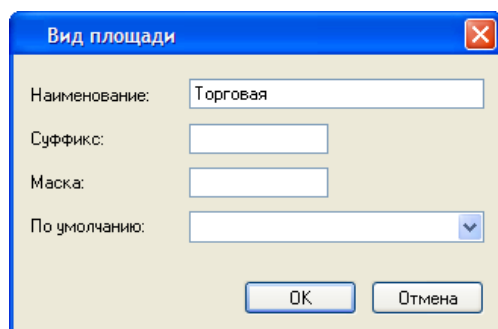 Вид площади
Наименование: Торговая
Суффикс:
Маска:
По умолчанию:
OK Отмена